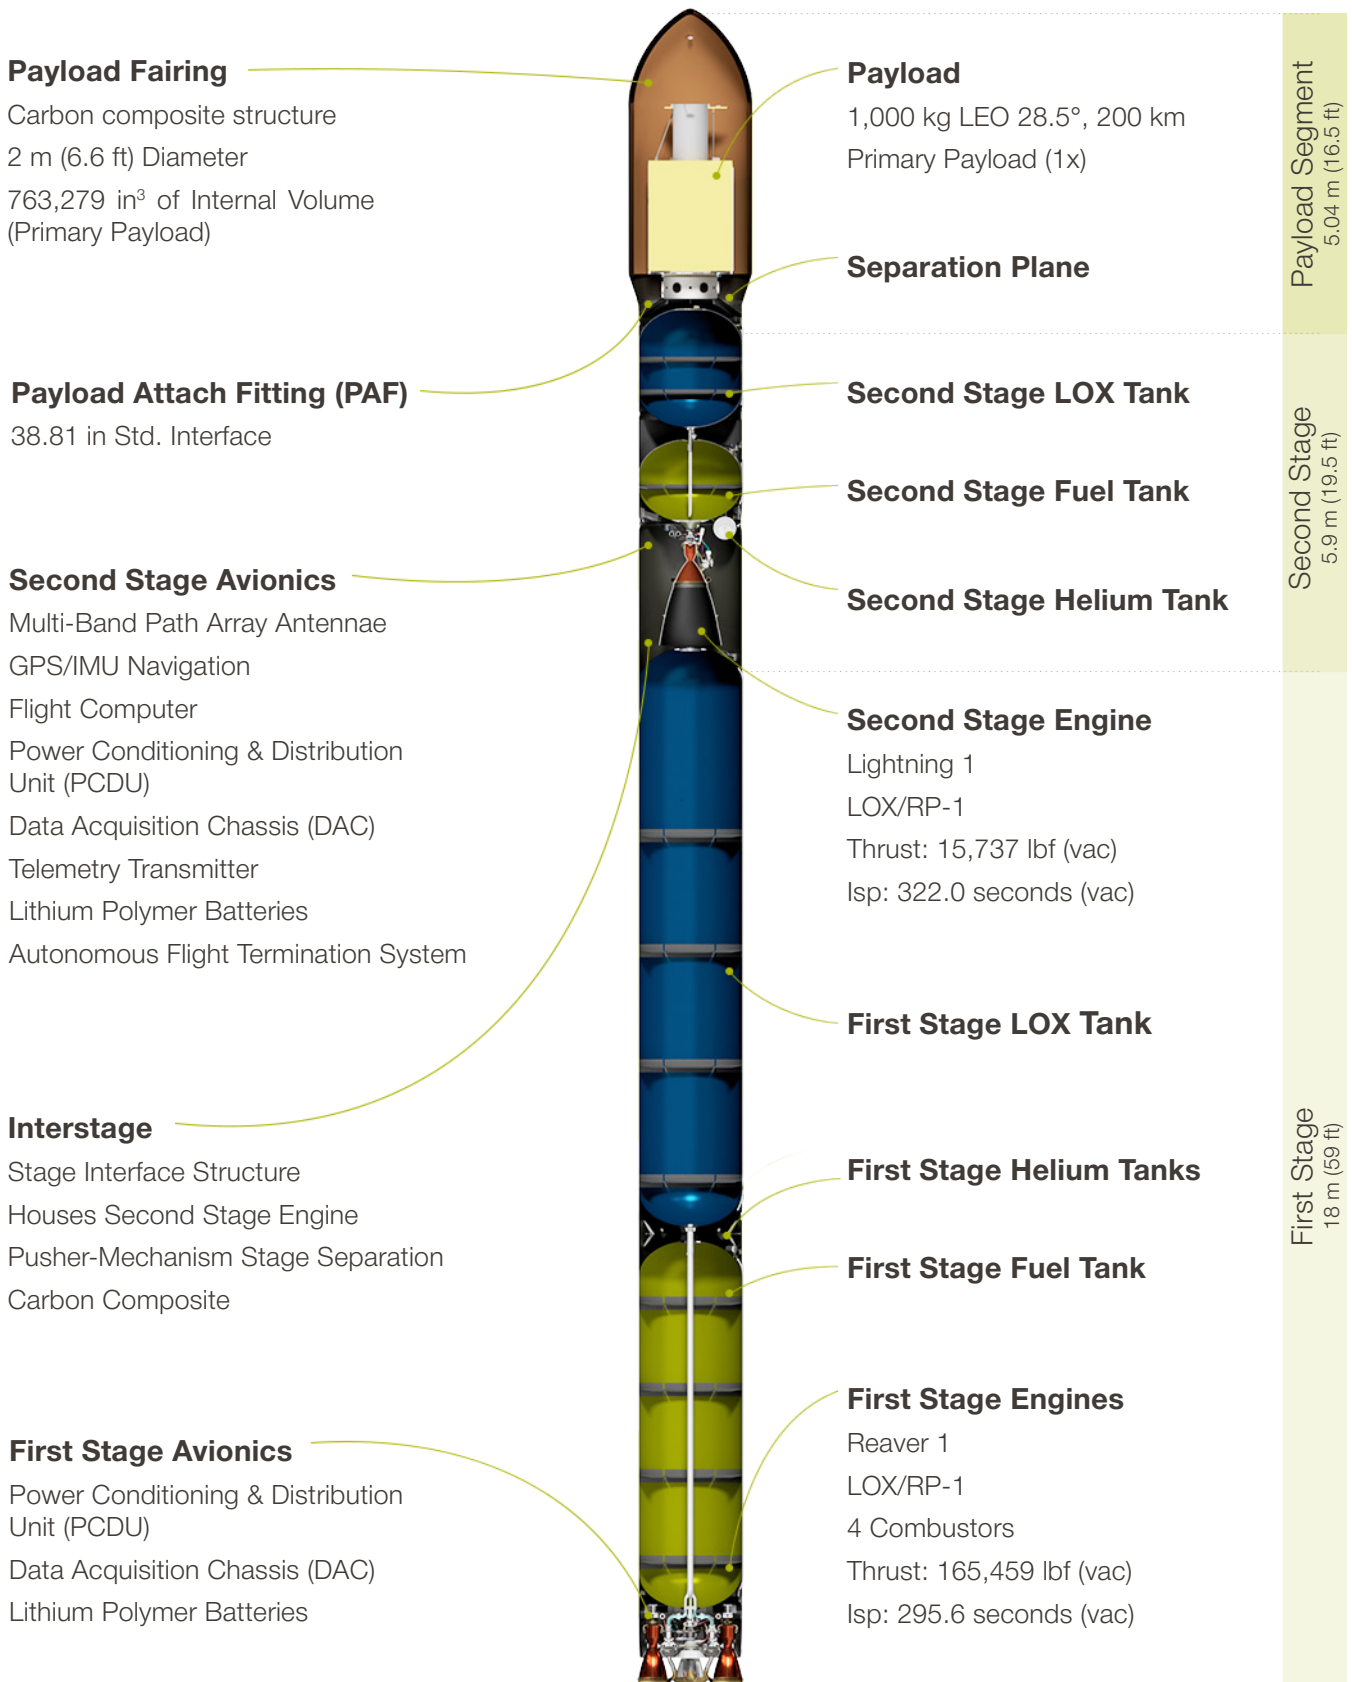 Payload Fairing
Carbon composite structure
2 m (6.6 ft) Diameter
763,279 in³ of Internal Volume
(Primary Payload)
Payload Attach Fitting (PAF)
38.81 in Std. Interface
Second Stage Avionics
Multi-Band Path Array Antennae
GPS/IMU Navigation
Flight Computer
Power Conditioning & Distribution
Unit (PCDU)
Data Acquisition Chassis (DAC)
Telemetry Transmitter
Lithium Polymer Batteries
Autonomous Flight Termination System
Interstage
Stage Interface Structure
Houses Second Stage Engine
Pusher-Mechanism Stage Separation
Carbon Composite
First Stage Avionics
Power Conditioning & Distribution
Unit (PCDU)
Data Acquisition Chassis (DAC)
Lithium Polymer Batteries
Payload
1,000 kg LEO 28.5°, 200 km
Primary Payload (1x)
Separation Plane
Second Stage LOX Tank
Second Stage Fuel Tank
Second Stage Helium Tank
Second Stage Engine
Lightning 1
LOX/RP-1
Thrust: 15,737 lbf (vac)
Isp: 322.0 seconds (vac)
First Stage LOX Tank
First Stage Helium Tanks
First Stage Fuel Tank
First Stage Engines
Reaver 1
LOX/RP-1
4 Combustors
Thrust: 165,459 lbf (vac)
Isp: 295.6 seconds (vac)
Payload Segment
5.04 m (16.5 ft)
Second Stage
5.9 m (19.5 ft)
First Stage
18 m (59 ft)